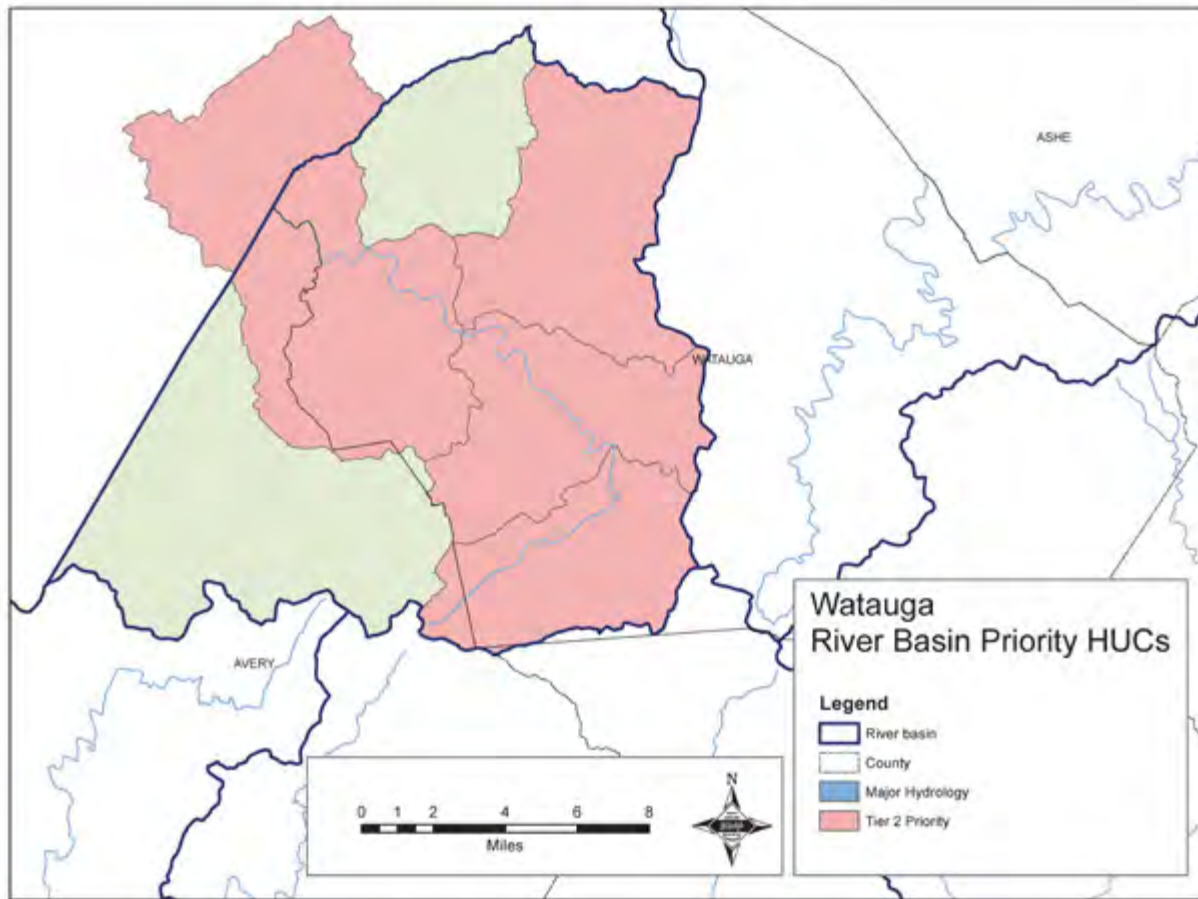 ASHE
WATAUGA
AVERY
Watauga
River Basin Priority HUCs
Legend
River basin
County
Major Hydrology
Tier 2 Priority
N
0 1 2 4 6 8
Miles